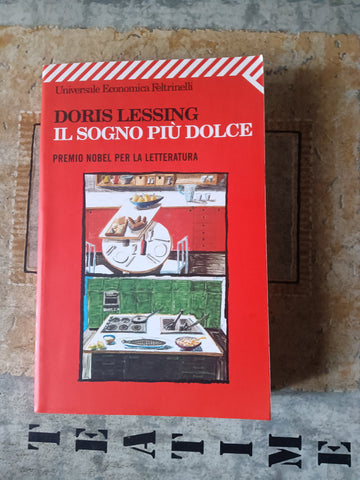 Universale Economica Feltrinelli
DORIS LESSING
IL SOGNO PIÙ DOLCE
PREMIO NOBEL PER LA LETTERATURA
TEATIME